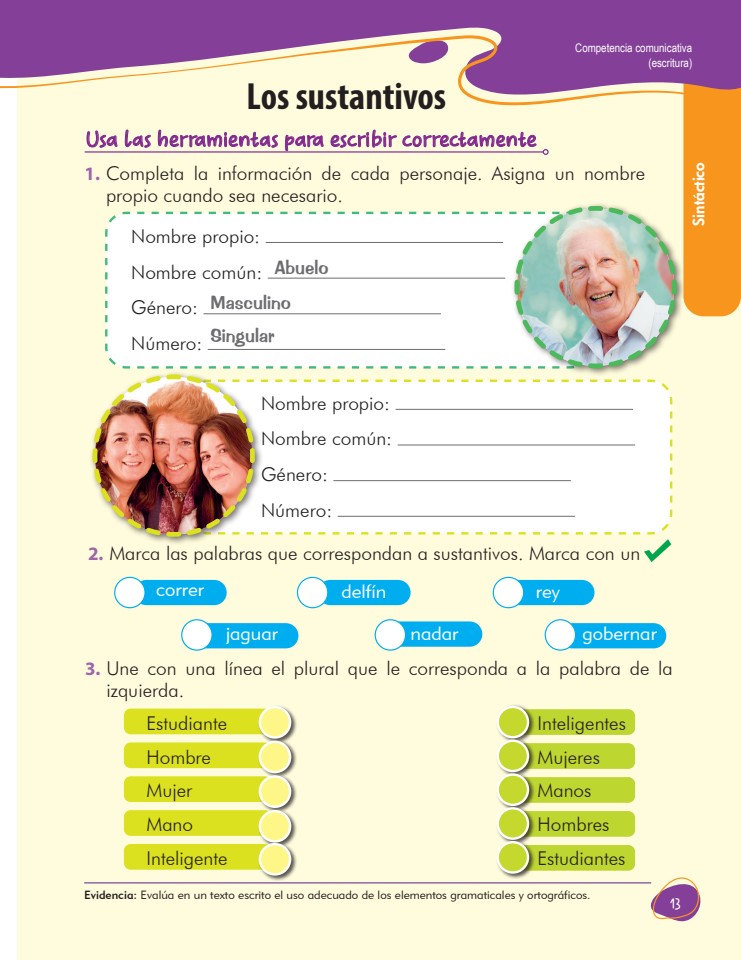 Competencia comunicativa
(escritura)
Los sustantivos
Sintáctico
Usa las herramientas para escribir correctamente
1. Completa la información de cada personaje. Asigna un nombre
propio cuando sea necesario.
Nombre propio:
Nombre común: Abuelo
Género: Masculino
Número: Singular
Nombre propio:
Nombre común:
Género:
Número:
2. Marca las palabras que correspondan a sustantivos. Marca con un
correr delfín rey
jaguar nadar gobernar
3. Une con una línea el plural que le corresponda a la palabra de la
izquierda.
Estudiante Inteligentes
Hombre Mujeres
Mujer Manos
Mano Hombres
Inteligente Estudiantes
Evidencia: Evalúa en un texto escrito el uso adecuado de los elementos gramaticales y ortográficos.
13